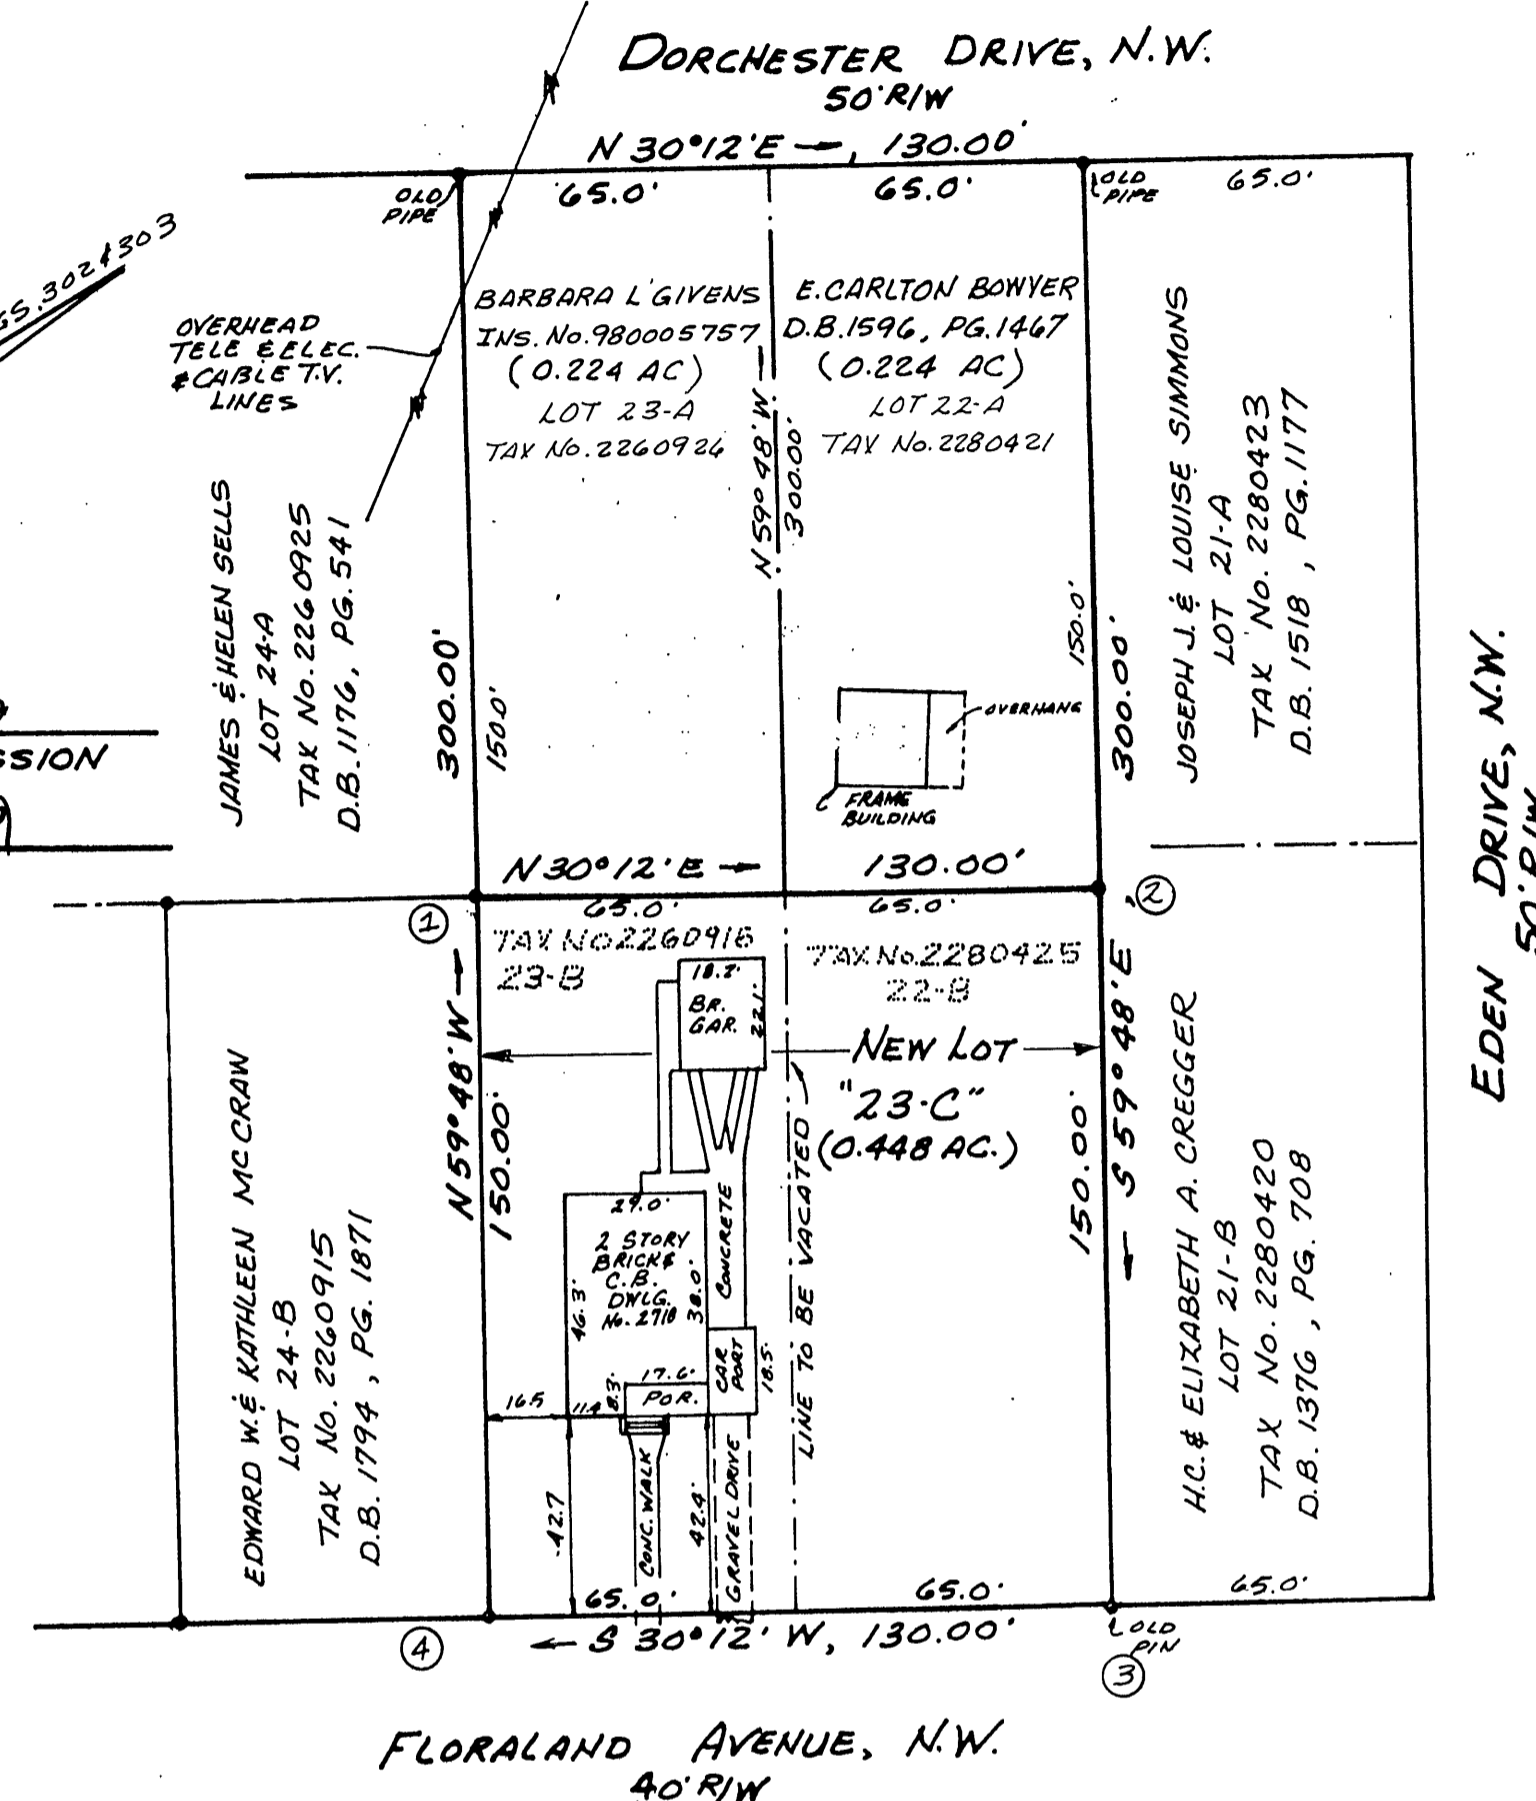 DORCHESTER DRIVE, N.W.
50' R/W
N 30°12' E →, 130.00'
OLD
PIPE
65.0'
65.0'
OLD
PIPE
65.0'
GS. 302 & 303
OVERHEAD
TELE & ELEC.
& CABLE T.V.
LINES
BARBARA L GIVENS
INS. No. 980005757
(0.224 AC)
LOT 23-A
TAX No. 2260926
E. CARLTON BOWYER
D.B. 1596, PG. 1467
(0.224 AC)
LOT 22-A
TAX No. 2280421
N 59° 48' W
300.00'
JAMES & HELEN SELLS
LOT 24-A
TAX No. 2260925
D.B. 1176, PG. 541
300.00'
150.0'
150.0'
300.00'
JOSEPH J. & LOUISE SIMMONS
LOT 21-A
TAX No. 2280423
D.B. 1518, PG. 1177
EDEN DRIVE, N.W.
50' R/W
OVERHANG
FRAME
BUILDING
SSION
N 30°12' E → 130.00'
1
65.0'
65.0'
2
TAX No 2260916
23-B
TAX No. 2280425
22-B
18.2'
BR.
GAR.
22.1'
NEW LOT
"23-C"
(0.448 AC.)
N 59° 48' W →
150.00'
150.00'
← S 59° 48' E
LINE TO BE VACATED
CONCRETE
29.0'
2 STORY
BRICK &
C.B.
DWLG.
No. 2718
46.3'
38.0'
CAR
PORT
18.5'
17.6'
POR.
8.3'
11.4
16.5
42.7
CONC. WALK
42.4'
GRAVEL DRIVE
EDWARD W. & KATHLEEN McCRAW
LOT 24-B
TAX No. 2260915
D.B. 1794, PG. 1871
H.C. & ELIZABETH A. CREGGER
LOT 21-B
TAX No. 2280420
D.B. 1376, PG. 708
65.0'
65.0'
65.0'
4
← S 30°12' W, 130.00'
OLD
PIN
3
FLORALAND AVENUE, N.W.
40' R/W